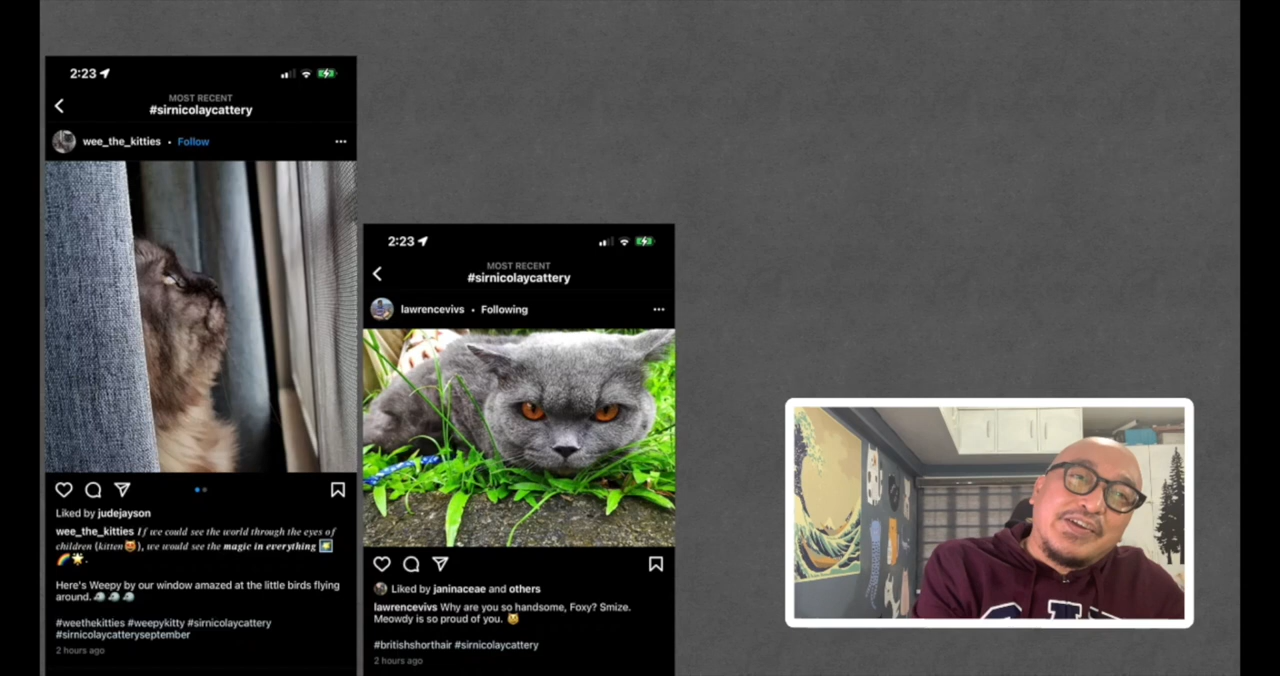 2:23
MOST RECENT
#sirnicolaycattery
wee_the_kitties • Follow
Liked by judejayson
wee_the_kitties If we could see the world through the eyes of
children (kitten😺), we would see the magic in everything 🎆
🌈🌟.
Here's Weepy by our window amazed at the little birds flying
around.🐦🐦🐦
#weethekitties #weepykitty #sirnicolaycattery
#sirnicolaycatteryseptember
2 hours ago
2:23
MOST RECENT
#sirnicolaycattery
lawrencevivs • Following
Liked by janinaceae and others
lawrencevivs Why are you so handsome, Foxy? Smize.
Meowdy is so proud of you. 😺
#britishshorthair #sirnicolaycattery
2 hours ago